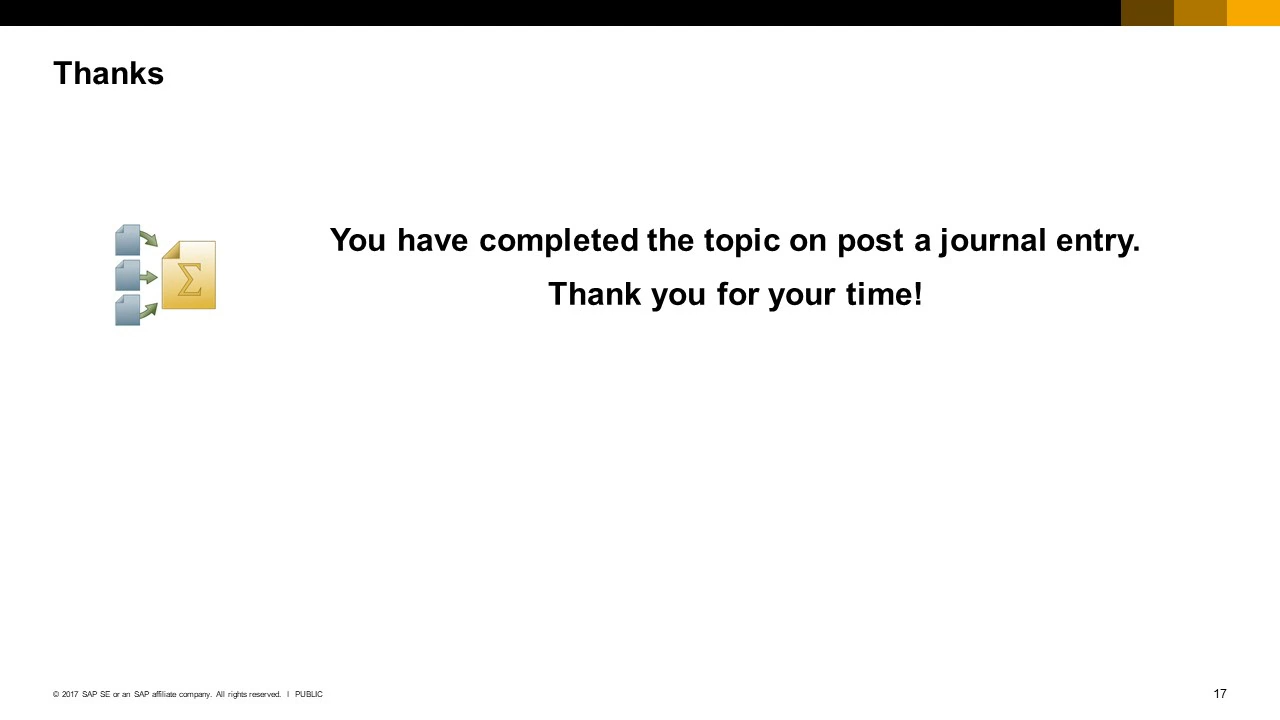 Thanks
You have completed the topic on post a journal entry.
Thank you for your time!
Σ
© 2017 SAP SE or an SAP affiliate company. All rights reserved. I PUBLIC
17